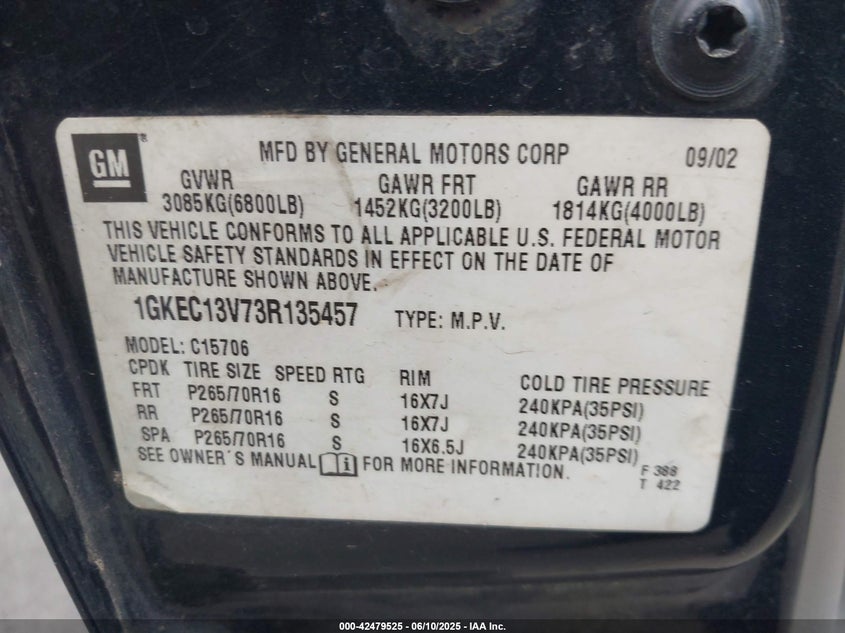 GM
MFD BY GENERAL MOTORS CORP 09/02
GVWR GAWR FRT GAWR RR
3085KG(6800LB) 1452KG(3200LB) 1814KG(4000LB)
THIS VEHICLE CONFORMS TO ALL APPLICABLE U.S. FEDERAL MOTOR
VEHICLE SAFETY STANDARDS IN EFFECT ON THE DATE OF
MANUFACTURE SHOWN ABOVE.
1GKEC13V73R135457 TYPE: M.P.V.
MODEL: C15706
CPDK TIRE SIZE SPEED RTG RIM COLD TIRE PRESSURE
FRT P265/70R16 S 16X7J 240KPA(35PSI)
RR P265/70R16 S 16X7J 240KPA(35PSI)
SPA P265/70R16 S 16X6.5J 240KPA(35PSI)
SEE OWNER'S MANUAL FOR MORE INFORMATION.
F 388
T 422
000-42479525 - 06/10/2025 - IAA Inc.